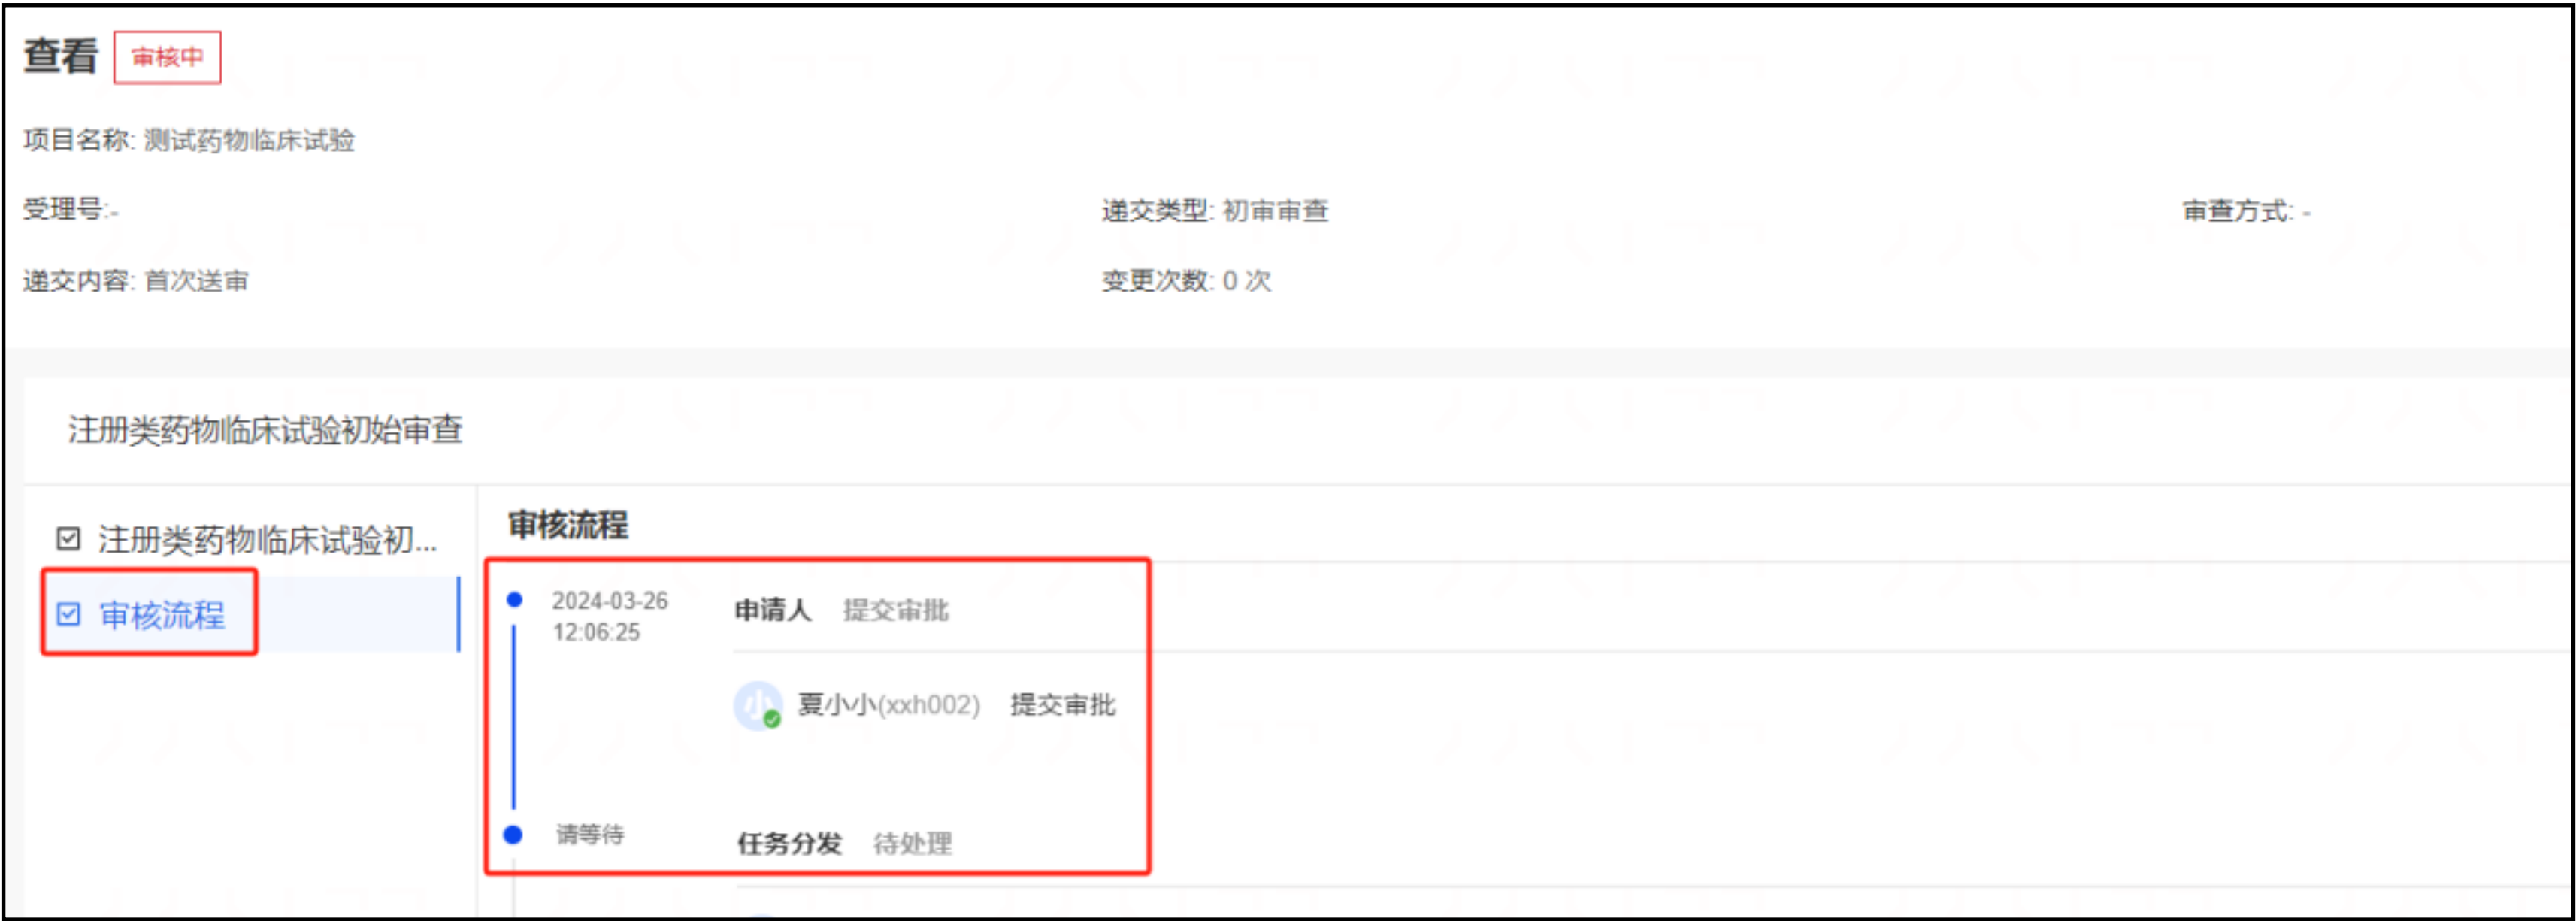 查看 审核中
项目名称: 测试药物临床试验
受理号:- 递交类型: 初审审查 审查方式: -
递交内容: 首次送审 变更次数: 0 次
注册类药物临床试验初始审查
注册类药物临床试验初...
审核流程
审核流程
2024-03-26
12:06:25
申请人 提交审批
小 夏小小(xxh002) 提交审批
请等待 任务分发 待处理